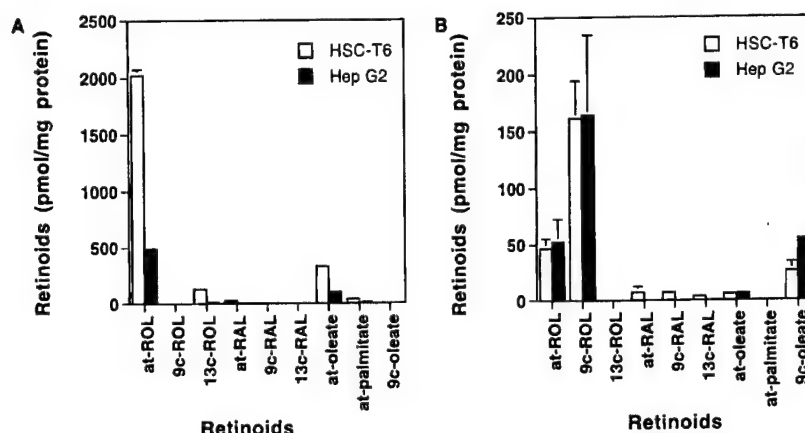 A
Retinoids (pmol/mg protein)
2000
1500
1000
500
0
HSC-T6
Hep G2
at-ROL
9c-ROL
13c-ROL
at-RAL
9c-RAL
13c-RAL
at-oleate
at-palmitate
9c-oleate
Retinoids
B
Retinoids (pmol/mg protein)
250
200
150
100
50
0
HSC-T6
Hep G2
at-ROL
9c-ROL
13c-ROL
at-RAL
9c-RAL
13c-RAL
at-oleate
at-palmitate
9c-oleate
Retinoids